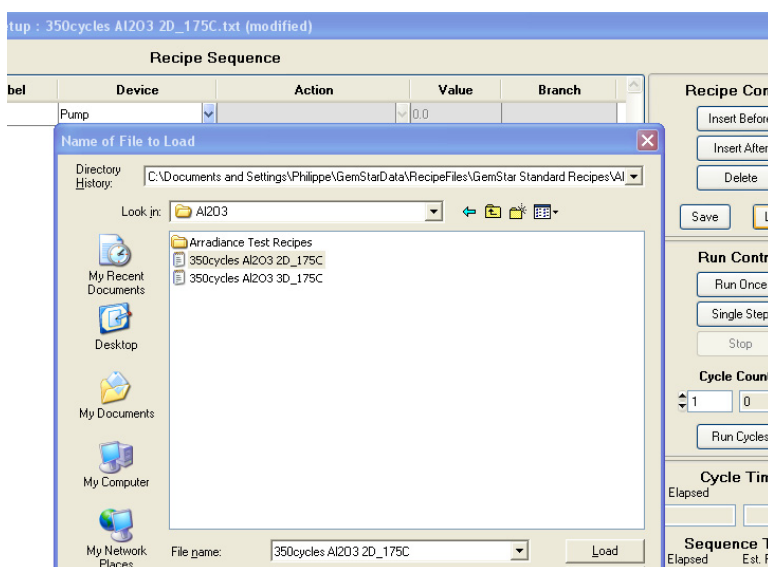 etup : 350cycles Al2O3 2D_175C.txt (modified)
Recipe Sequence
bel Device Action Value Branch
Pump 0.0
Recipe Con
Insert Before
Insert After
Delete
Save L
Name of File to Load
Directory History: C:\Documents and Settings\Philippe\GemStarData\RecipeFiles\GemStar Standard Recipes\Al
Look in: Al2O3
Arradiance Test Recipes
350cycles Al2O3 2D_175C
350cycles Al2O3 3D_175C
My Recent
Documents
Desktop
My Documents
My Computer
My Network
Places
File name: 350cycles Al2O3 2D_175C Load
Run Contr
Run Once
Single Step
Stop
Cycle Count
1 0
Run Cycles
Cycle Tim
Elapsed
Sequence T
Elapsed Est. R